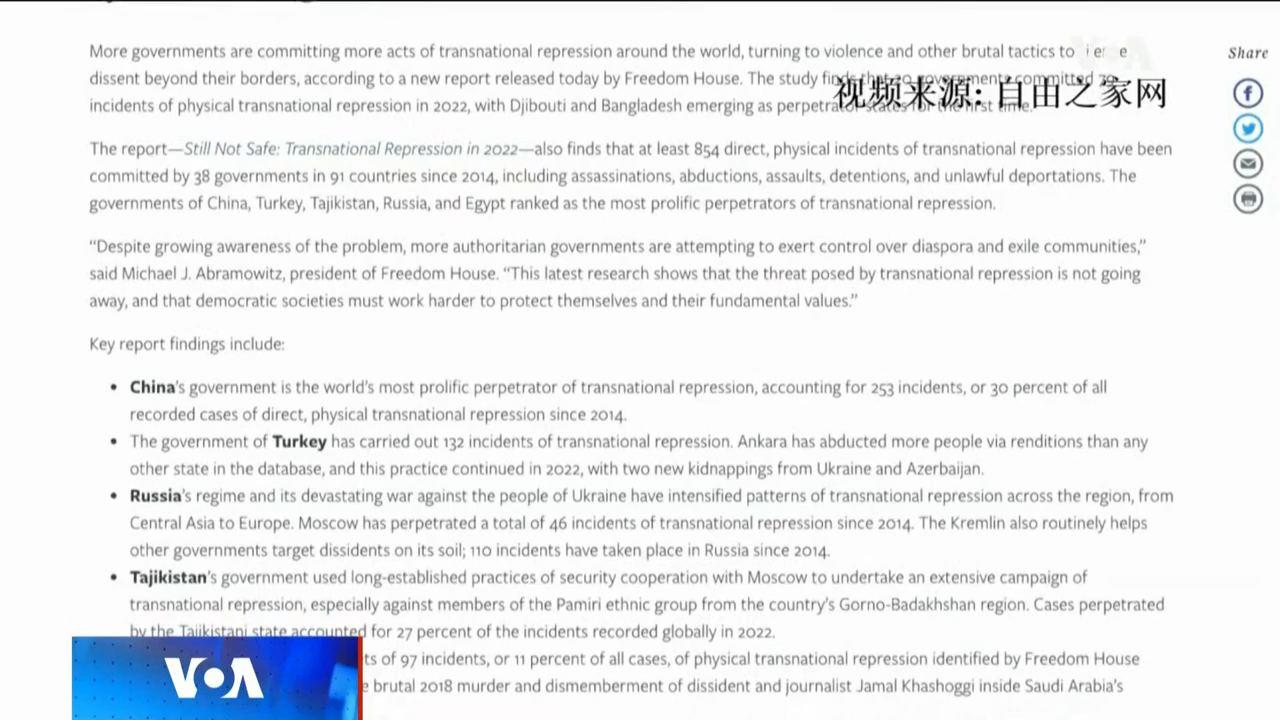 More governments are committing more acts of transnational repression around the world, turning to violence and other brutal tactics to
dissent beyond their borders, according to a new report released today by Freedom House. The study finds that 20 governments committed
incidents of physical transnational repression in 2022, with Djibouti and Bangladesh emerging as perpetrator states for the first time.
视频来源: 自由之家网
Share
The report—Still Not Safe: Transnational Repression in 2022—also finds that at least 854 direct, physical incidents of transnational repression have been
committed by 38 governments in 91 countries since 2014, including assassinations, abductions, assaults, detentions, and unlawful deportations. The
governments of China, Turkey, Tajikistan, Russia, and Egypt ranked as the most prolific perpetrators of transnational repression.
“Despite growing awareness of the problem, more authoritarian governments are attempting to exert control over diaspora and exile communities,”
said Michael J. Abramowitz, president of Freedom House. “This latest research shows that the threat posed by transnational repression is not going
away, and that democratic societies must work harder to protect themselves and their fundamental values.”
Key report findings include:
• China’s government is the world’s most prolific perpetrator of transnational repression, accounting for 253 incidents, or 30 percent of all
recorded cases of direct, physical transnational repression since 2014.
• The government of Turkey has carried out 132 incidents of transnational repression. Ankara has abducted more people via renditions than any
other state in the database, and this practice continued in 2022, with two new kidnappings from Ukraine and Azerbaijan.
• Russia’s regime and its devastating war against the people of Ukraine have intensified patterns of transnational repression across the region, from
Central Asia to Europe. Moscow has perpetrated a total of 46 incidents of transnational repression since 2014. The Kremlin also routinely helps
other governments target dissidents on its soil; 110 incidents have taken place in Russia since 2014.
• Tajikistan’s government used long-established practices of security cooperation with Moscow to undertake an extensive campaign of
transnational repression, especially against members of the Pamiri ethnic group from the country’s Gorno-Badakhshan region. Cases perpetrated
by the Tajikistani state accounted for 27 percent of the incidents recorded globally in 2022.
of 97 incidents, or 11 percent of all cases, of physical transnational repression identified by Freedom House
brutal 2018 murder and dismemberment of dissident and journalist Jamal Khashoggi inside Saudi Arabia’s
VOA